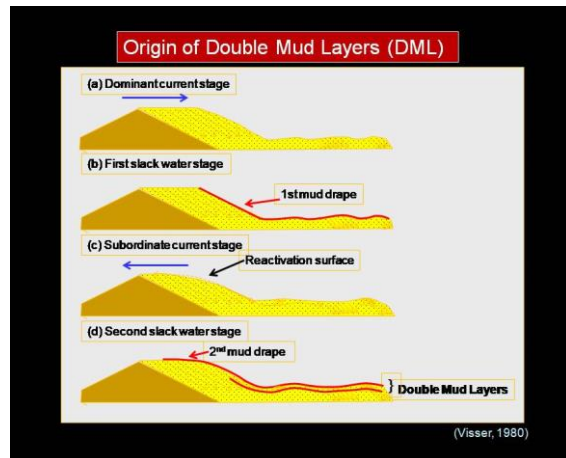 Origin of Double Mud Layers (DML)
(a) Dominant current stage
(b) First slack water stage
1st mud drape
(c) Subordinate current stage
Reactivation surface
(d) Second slack water stage
2nd mud drape
} Double Mud Layers
(Visser, 1980)